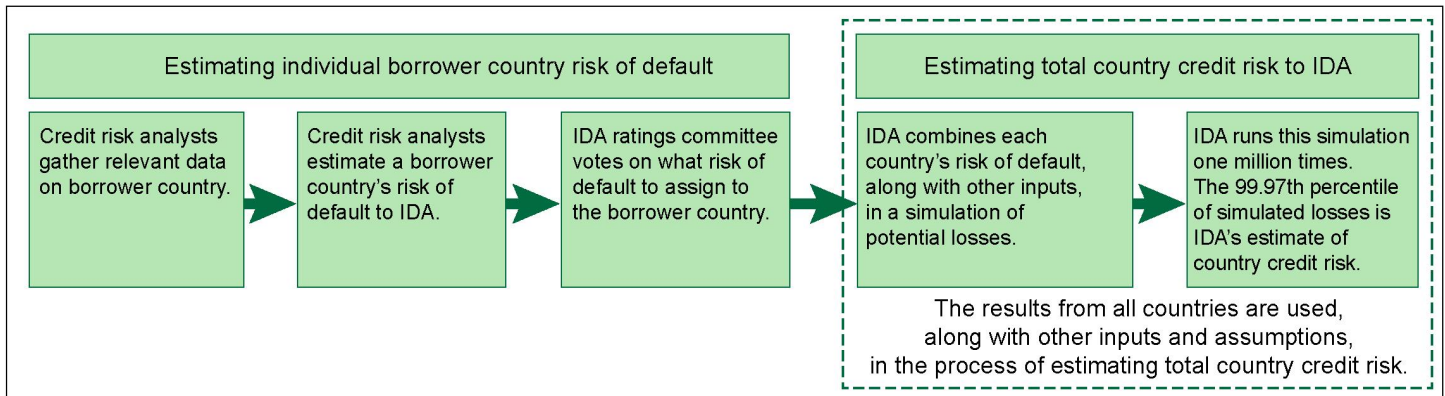 Estimating individual borrower country risk of default
Estimating total country credit risk to IDA
Credit risk analysts
gather relevant data
on borrower country.
Credit risk analysts
estimate a borrower
country's risk of
default to IDA.
IDA ratings committee
votes on what risk of
default to assign to
the borrower country.
IDA combines each
country's risk of default,
along with other inputs,
in a simulation of
potential losses.
IDA runs this simulation
one million times.
The 99.97th percentile
of simulated losses is
IDA's estimate of
country credit risk.
The results from all countries are used,
along with other inputs and assumptions,
in the process of estimating total country credit risk.